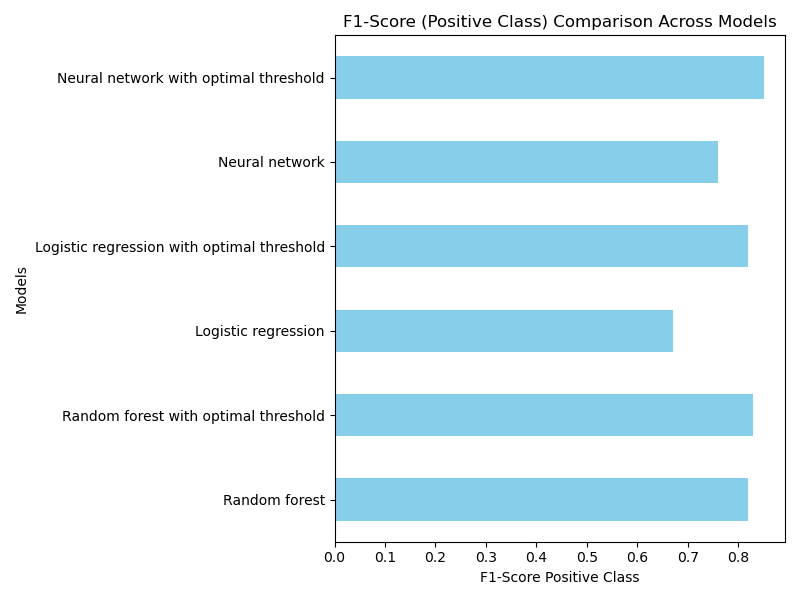 F1-Score (Positive Class) Comparison Across Models
Neural network with optimal threshold
Neural network
Logistic regression with optimal threshold
Models
Logistic regression
Random forest with optimal threshold
Random forest
0.0 0.1 0.2 0.3 0.4 0.5 0.6 0.7 0.8
F1-Score Positive Class